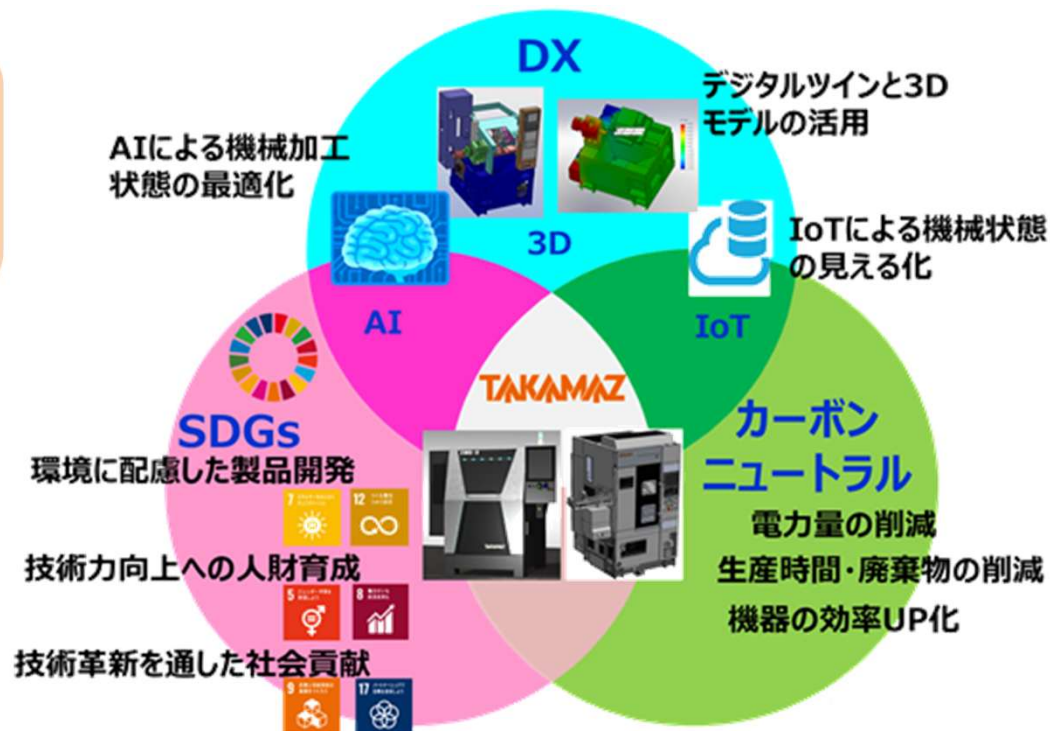 DX
デジタルツインと3D
モデルの活用
AIによる機械加工
状態の最適化
3D
IoTによる機械状態
の見える化
AI
IoT
TAKAMAZ
SDGs
カーボン
ニュートラル
環境に配慮した製品開発
7
12
電力量の削減
技術力向上への人財育成
生産時間・廃棄物の削減
5
8
機器の効率UP化
技術革新を通した社会貢献
9
17